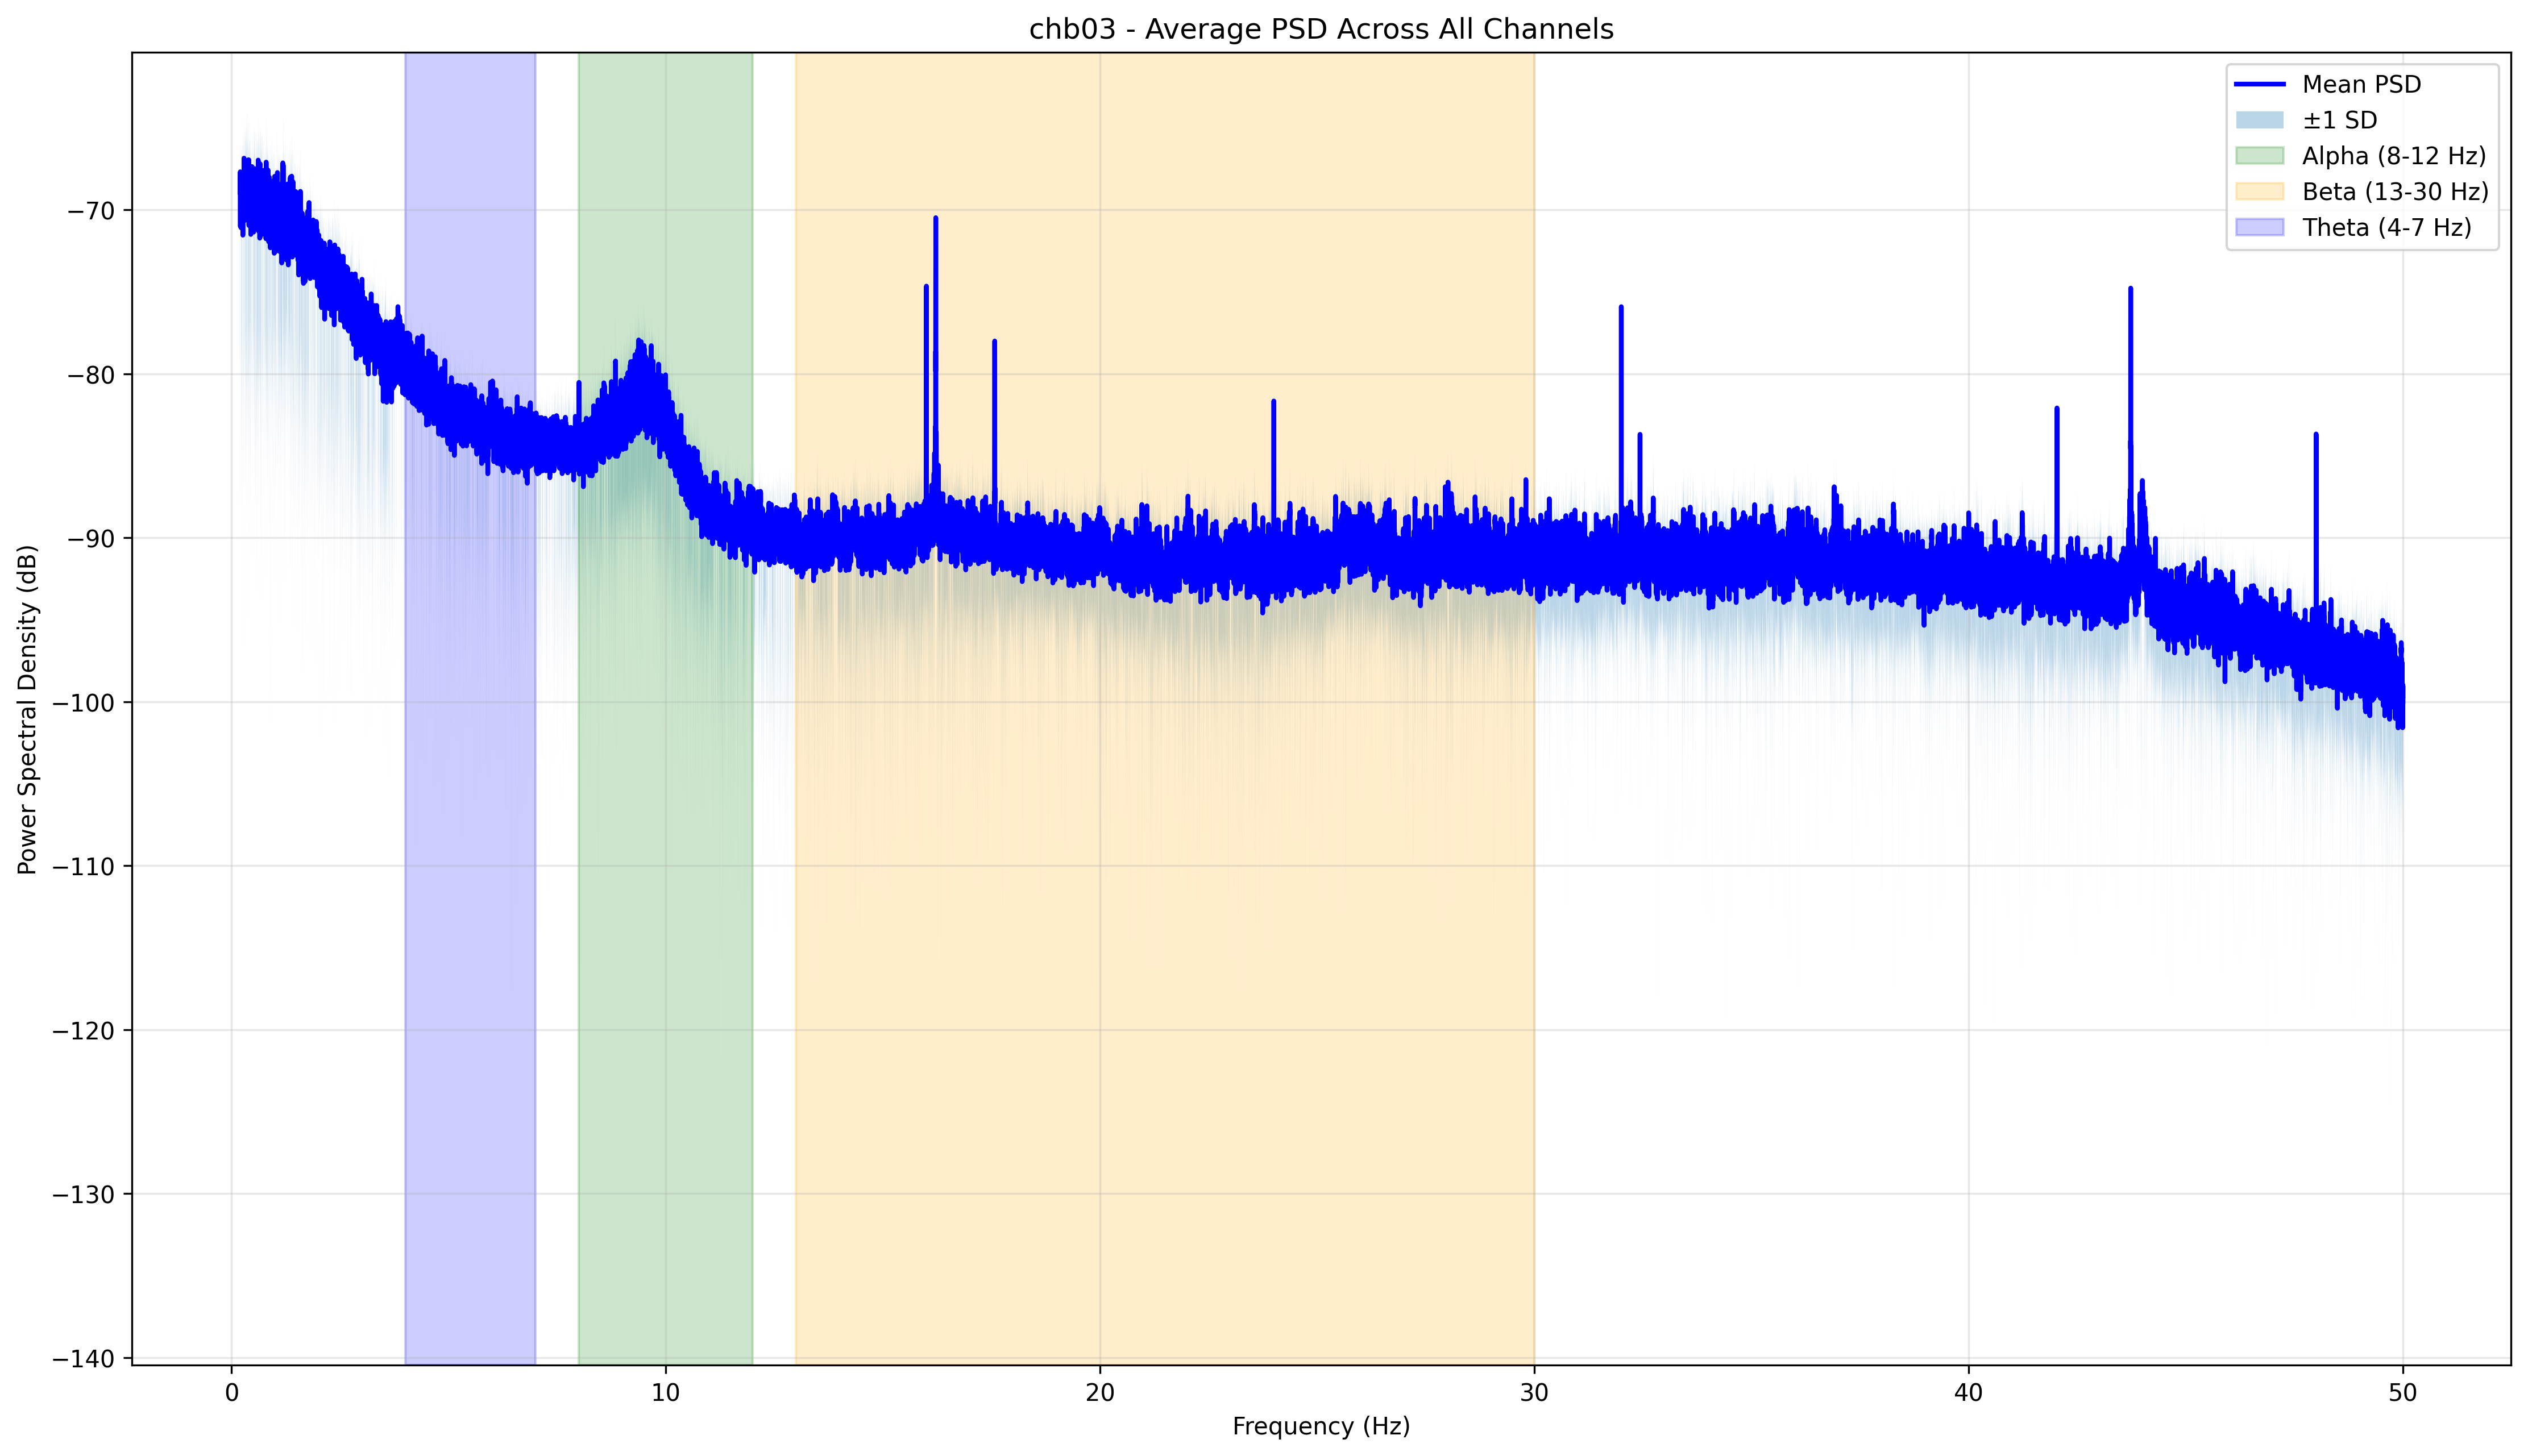 chb03 - Average PSD Across All Channels
Mean PSD
±1 SD
Alpha (8-12 Hz)
Beta (13-30 Hz)
Theta (4-7 Hz)
Power Spectral Density (dB)
−70
−80
−90
−100
−110
−120
−130
−140
0 10 20 30 40 50
Frequency (Hz)